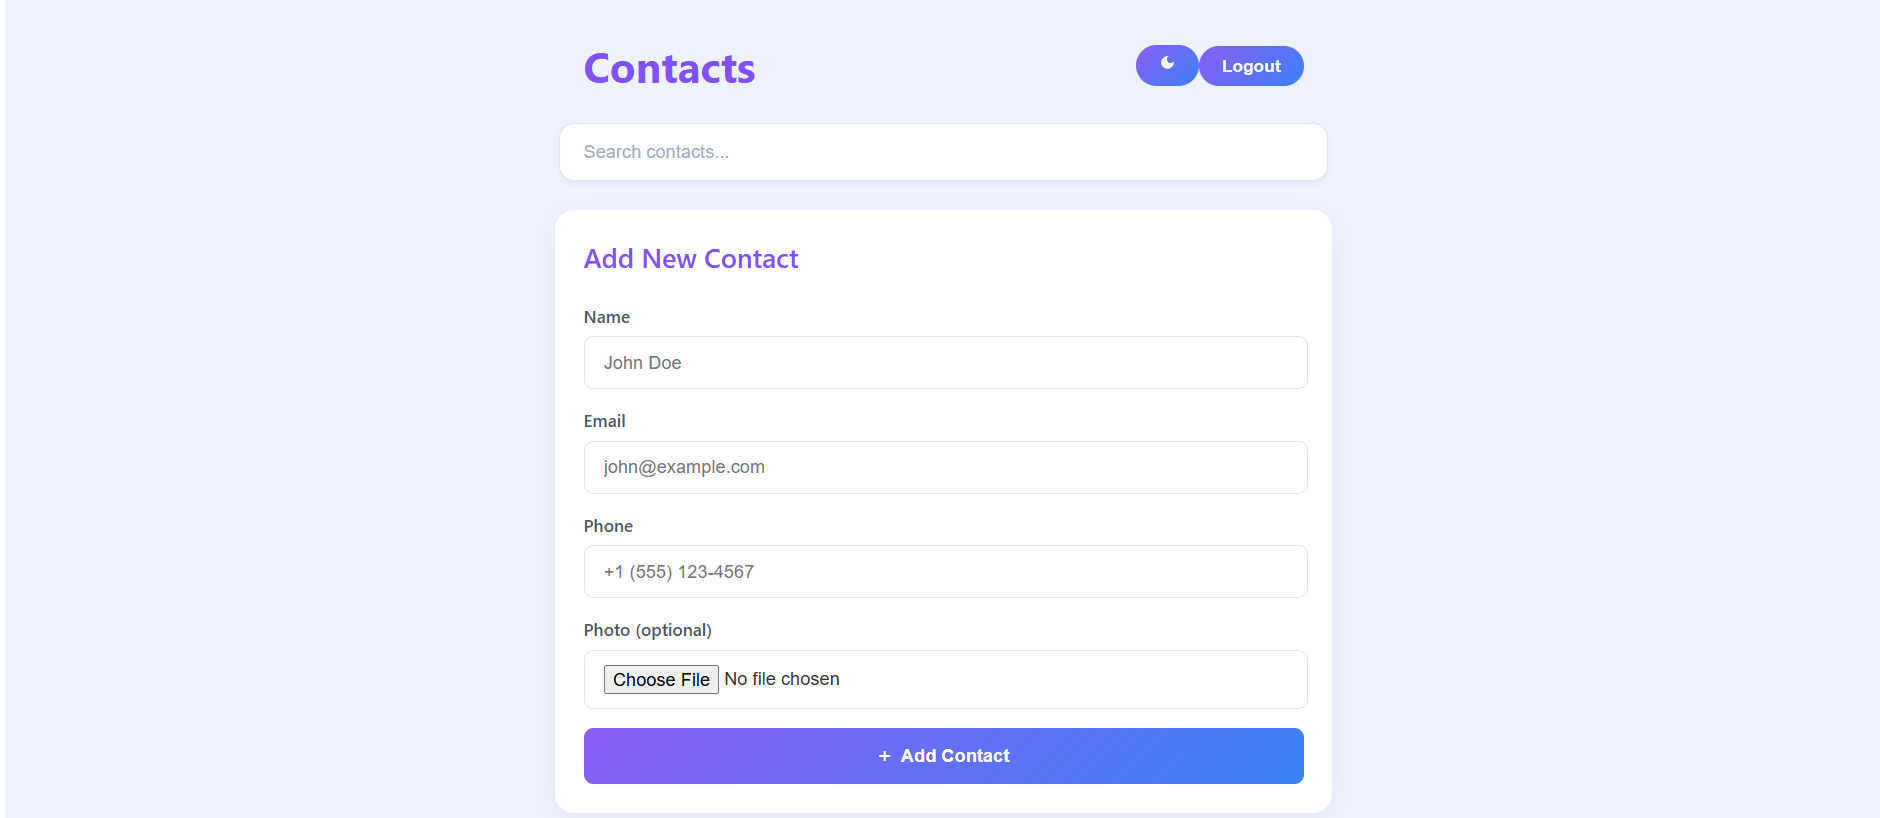 Contacts
Logout
Search contacts...
Add New Contact
Name
John Doe
Email
john@example.com
Phone
+1 (555) 123-4567
Photo (optional)
Choose File No file chosen
+ Add Contact